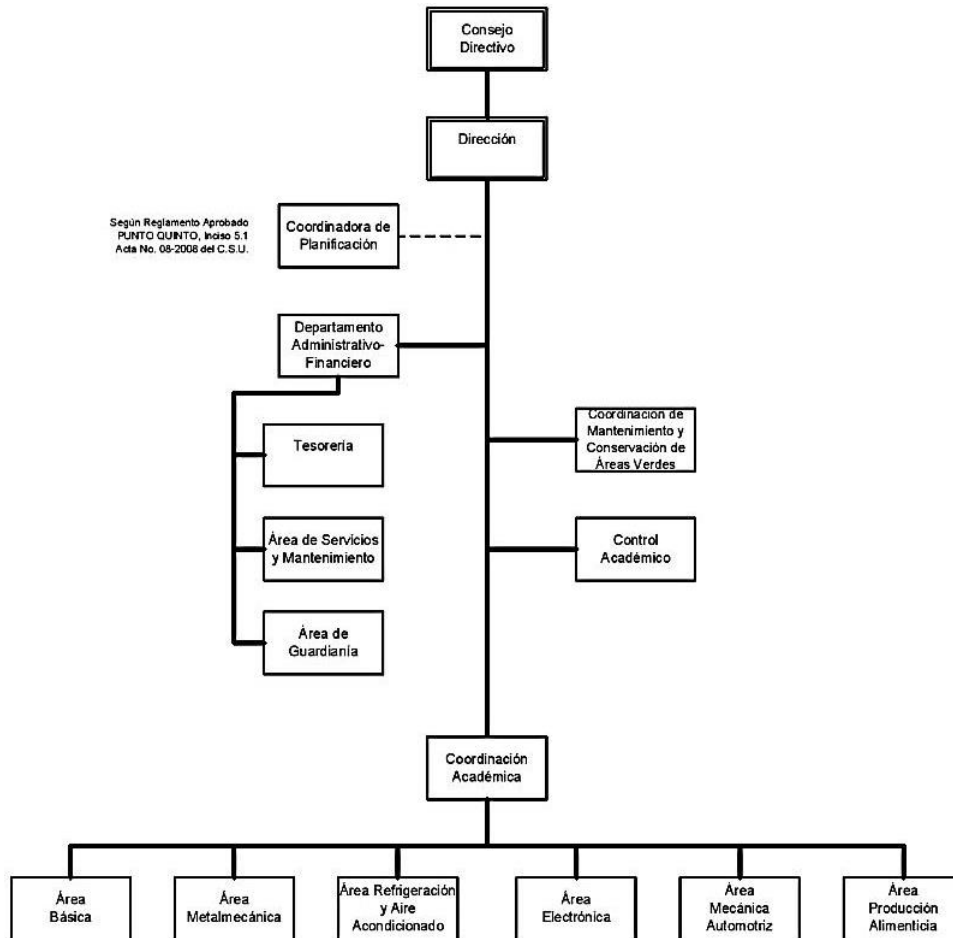 Consejo
Directivo
Dirección
Según Reglamento Aprobado
PUNTO QUINTO, Inciso 5.1
Acta No. 08-2008 del C.S.U.
Coordinadora de
Planificación
Departamento
Administrativo-
Financiero
Tesorería
Área de Servicios
y Mantenimiento
Área de
Guardianía
Coordinación de
Mantenimiento y
Conservación de
Áreas Verdes
Control
Académico
Coordinación
Académica
Área
Básica
Área
Metalmecánica
Área Refrigeración
y Aire
Acondicionado
Área
Electrónica
Área
Mecánica
Automotriz
Área
Producción
Alimenticia